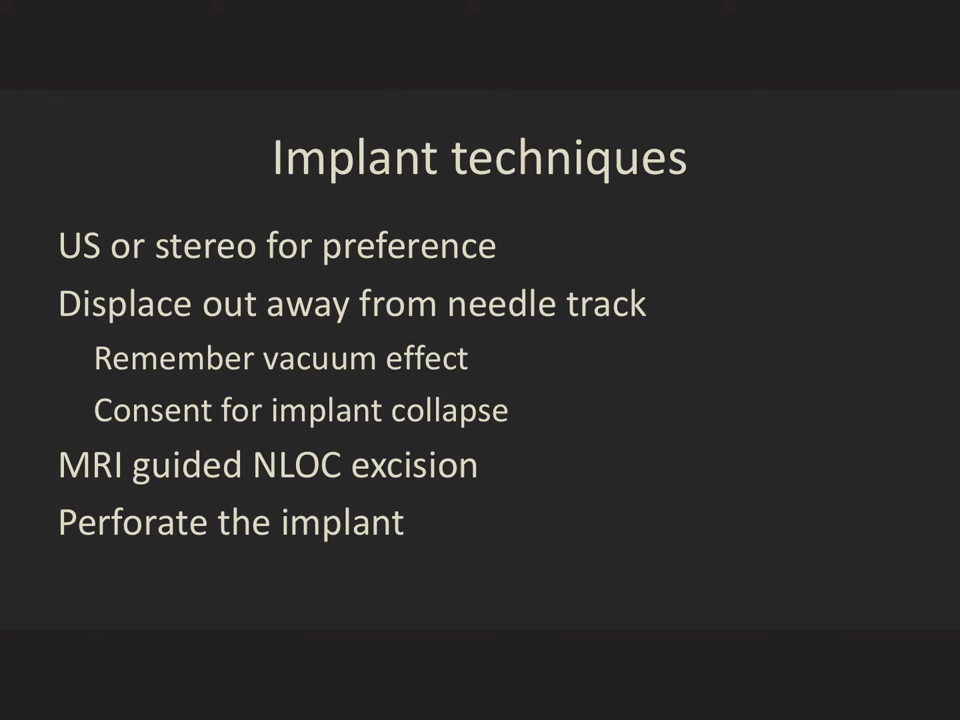 Implant techniques
US or stereo for preference
Displace out away from needle track
Remember vacuum effect
Consent for implant collapse
MRI guided NLOC excision
Perforate the implant